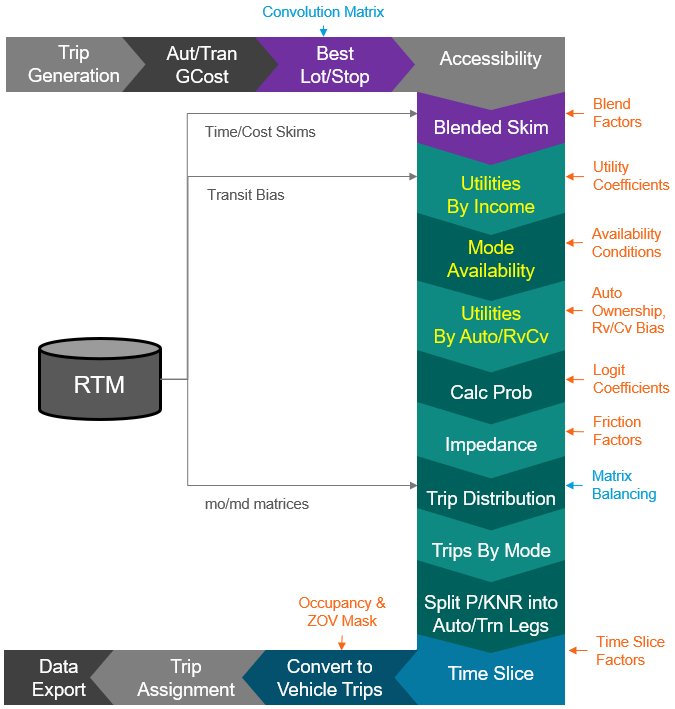 Convolution Matrix
Trip
Generation
Aut/Tran
GCost
Best
Lot/Stop
Accessibility
Time/Cost Skims
Blended Skim
Blend
Factors
Transit Bias
Utilities
By Income
Utility
Coefficients
Mode
Availability
Availability
Conditions
Utilities
By Auto/RvCv
Auto
Ownership,
Rv/Cv Bias
RTM
Calc Prob
Logit
Coefficients
Impedance
Friction
Factors
mo/md matrices
Trip Distribution
Matrix
Balancing
Trips By Mode
Split P/KNR into
Auto/Trn Legs
Occupancy &
ZOV Mask
Time Slice
Factors
Data
Export
Trip
Assignment
Convert to
Vehicle Trips
Time Slice